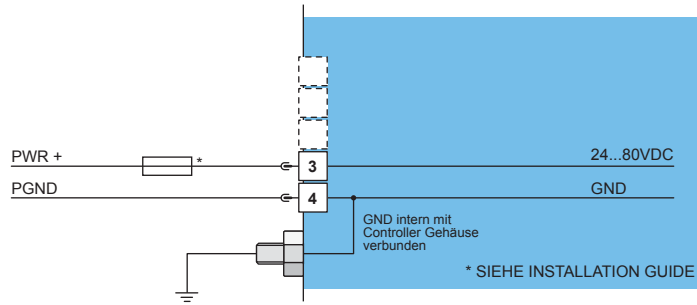 PWR +
*
3
24...80VDC
PGND
4
GND
GND intern mit
Controller Gehäuse
verbunden
* SIEHE INSTALLATION GUIDE